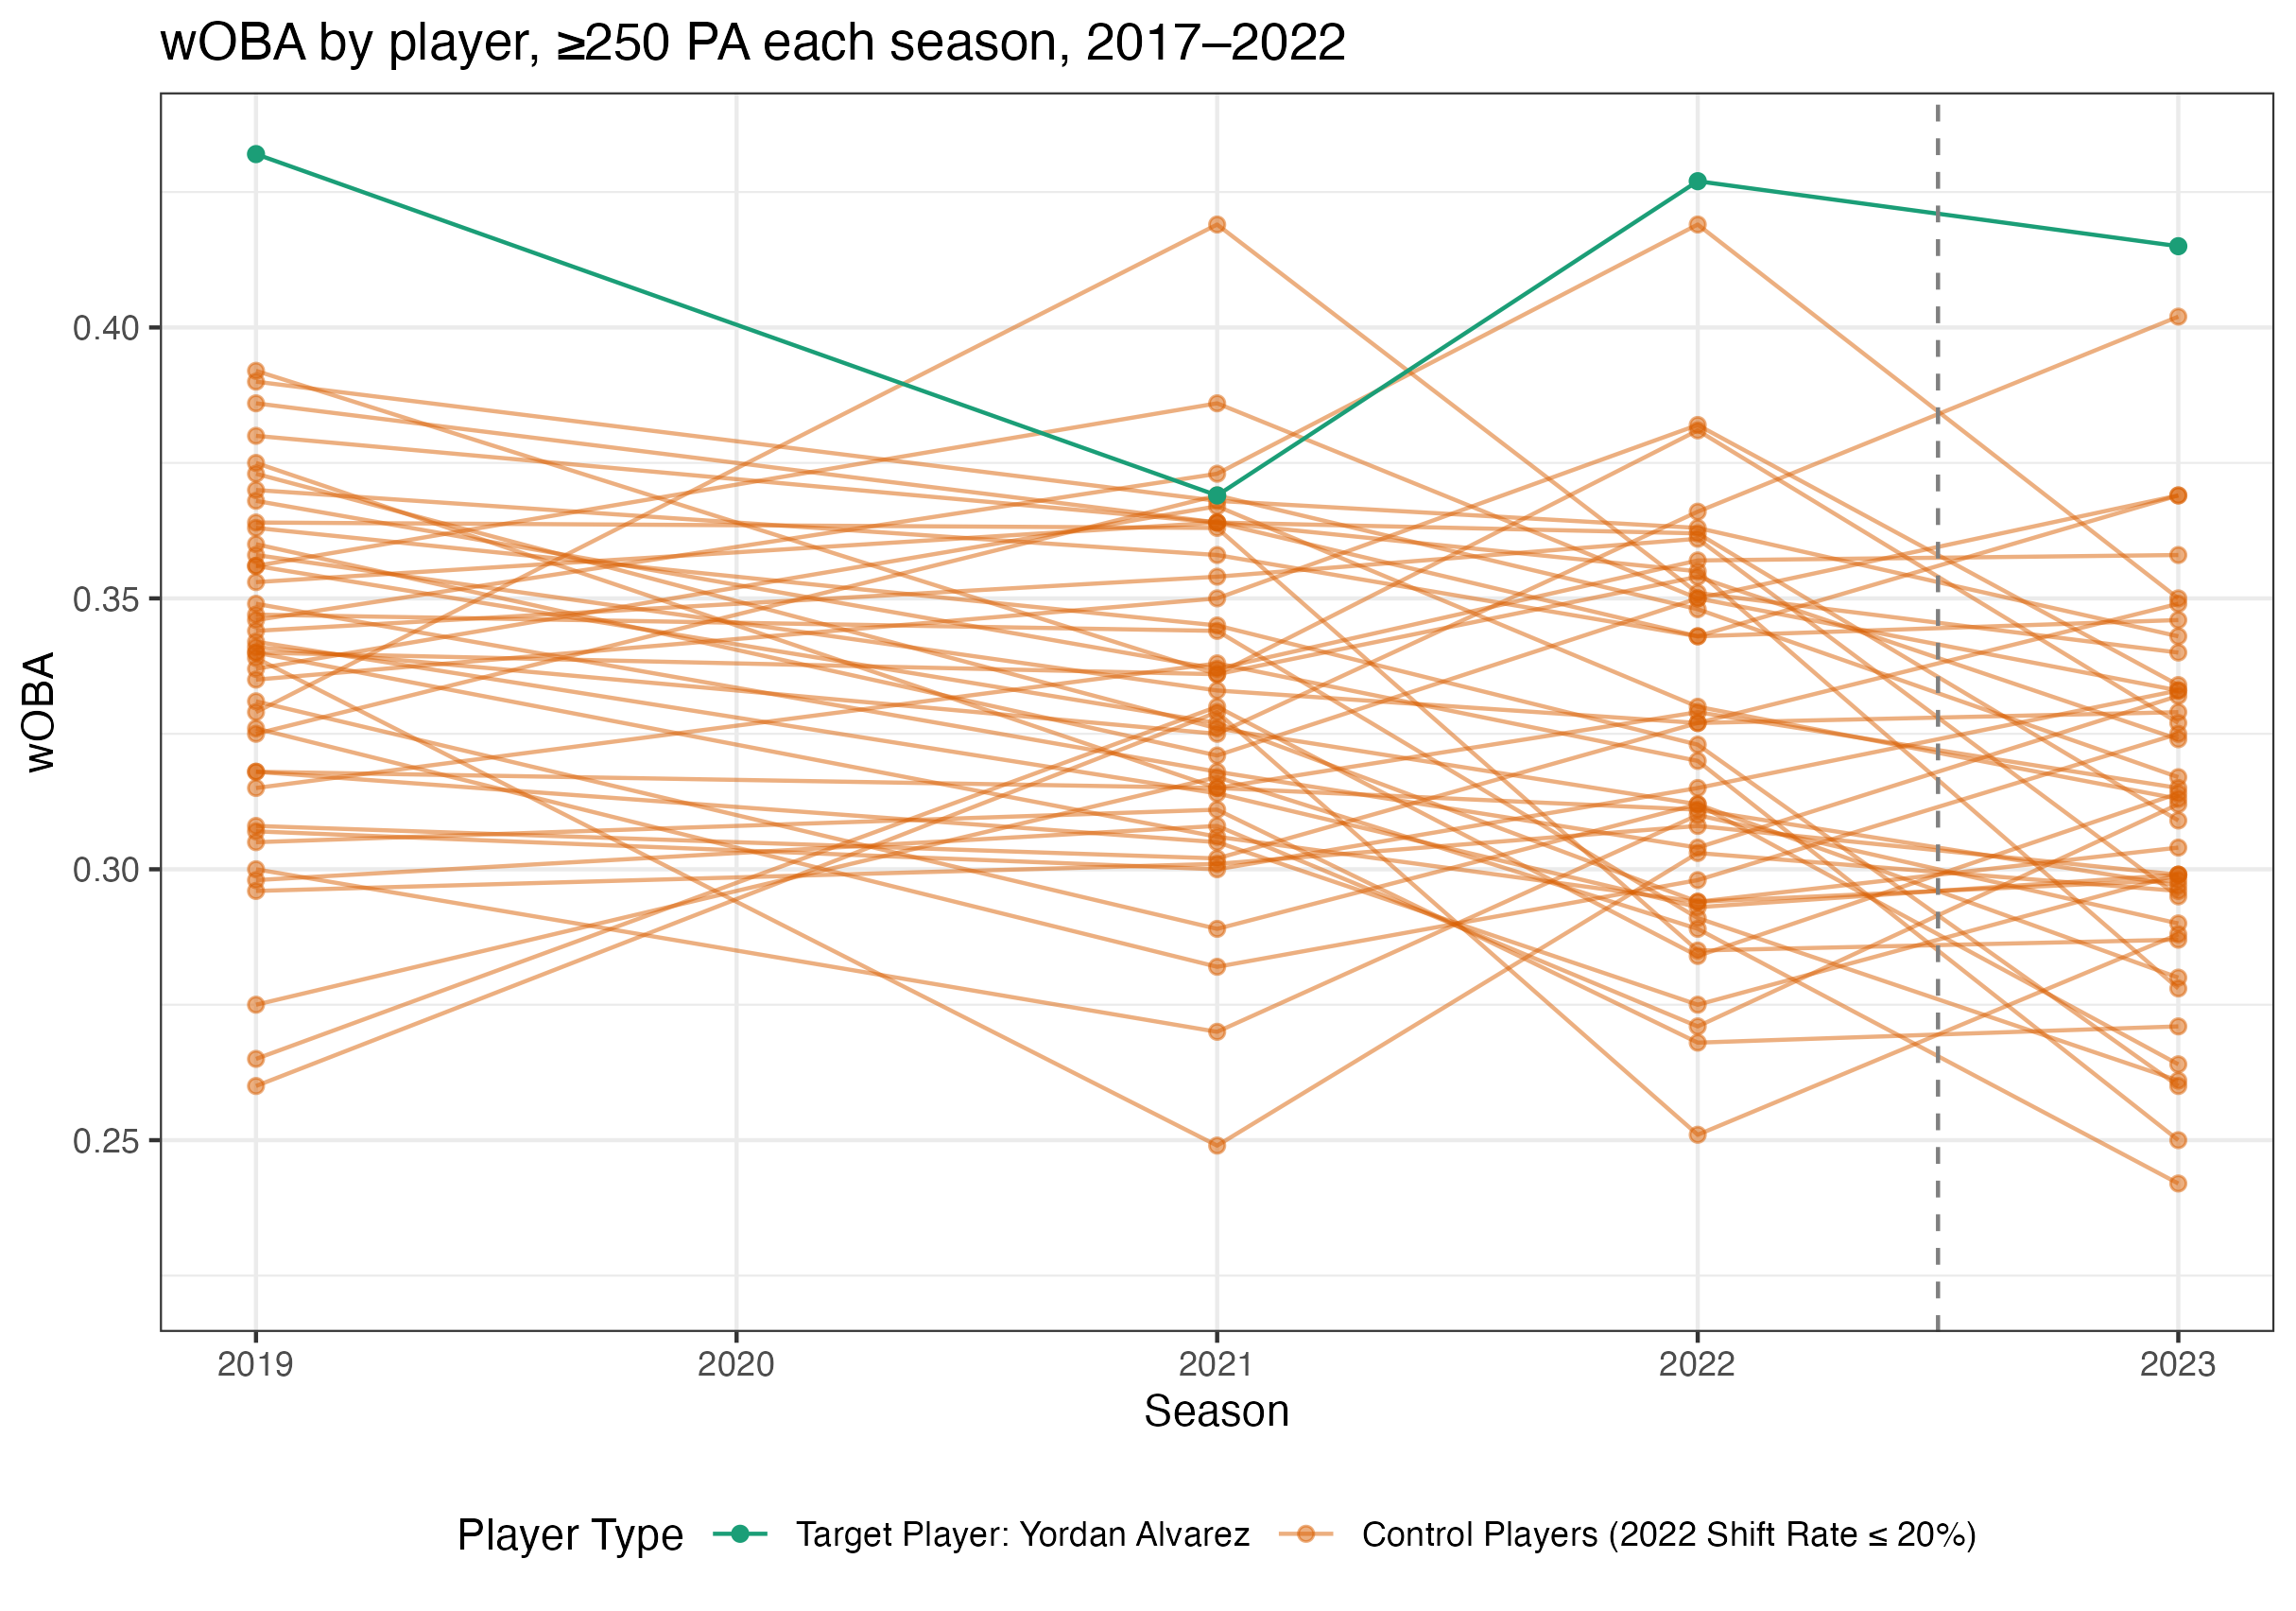 wOBA by player, ≥250 PA each season, 2017–2022
wOBA
0.40
0.35
0.30
0.25
2019 2020 2021 2022 2023
Season
Player Type Target Player: Yordan Alvarez Control Players (2022 Shift Rate ≤ 20%)